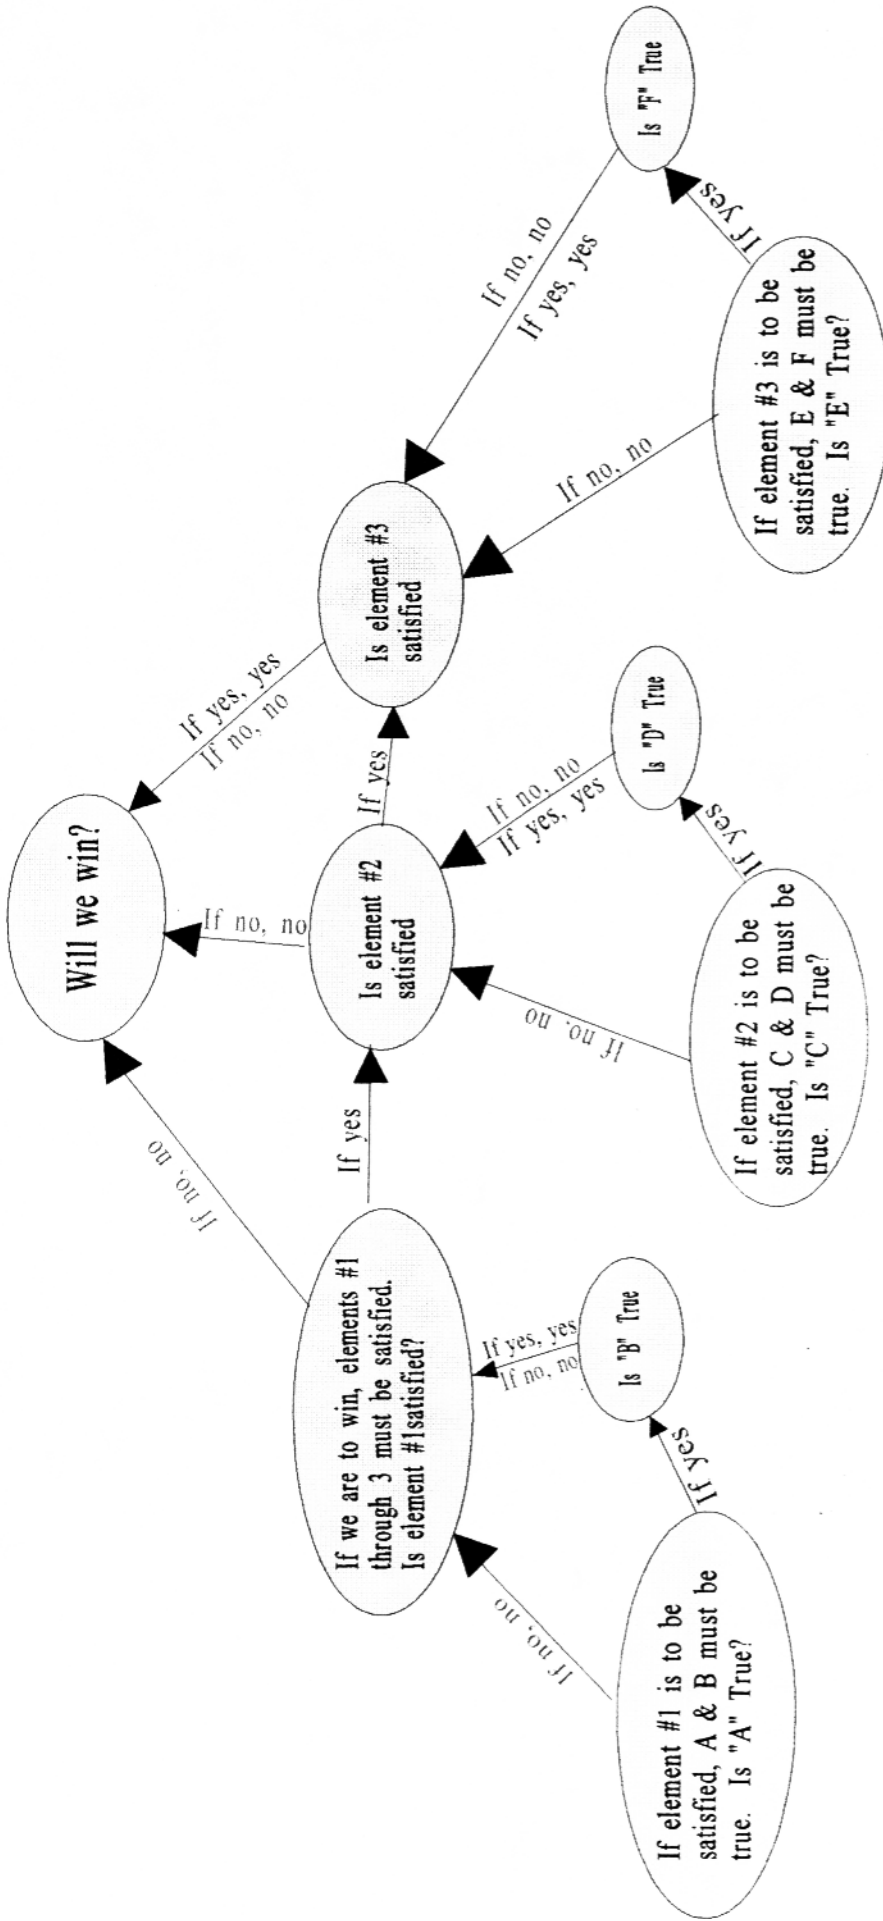 Will we win?
If no, no
If no, no
If yes, yes
If no, no
If we are to win, elements #1
through 3 must be satisfied.
Is element #1satisfied?
If yes
Is element #2
satisfied
If yes
Is element #3
satisfied
If no, no
If yes, yes
If no, no
If no, no
If no, no
If yes, yes
If no, no
If no, no
If yes, yes
Is "B" True
Is "D" True
Is "F" True
If yes
If yes
If yes
If element #1 is to be
satisfied, A & B must be
true. Is "A" True?
If element #2 is to be
satisfied, C & D must be
true. Is "C" True?
If element #3 is to be
satisfied, E & F must be
true. Is "E" True?